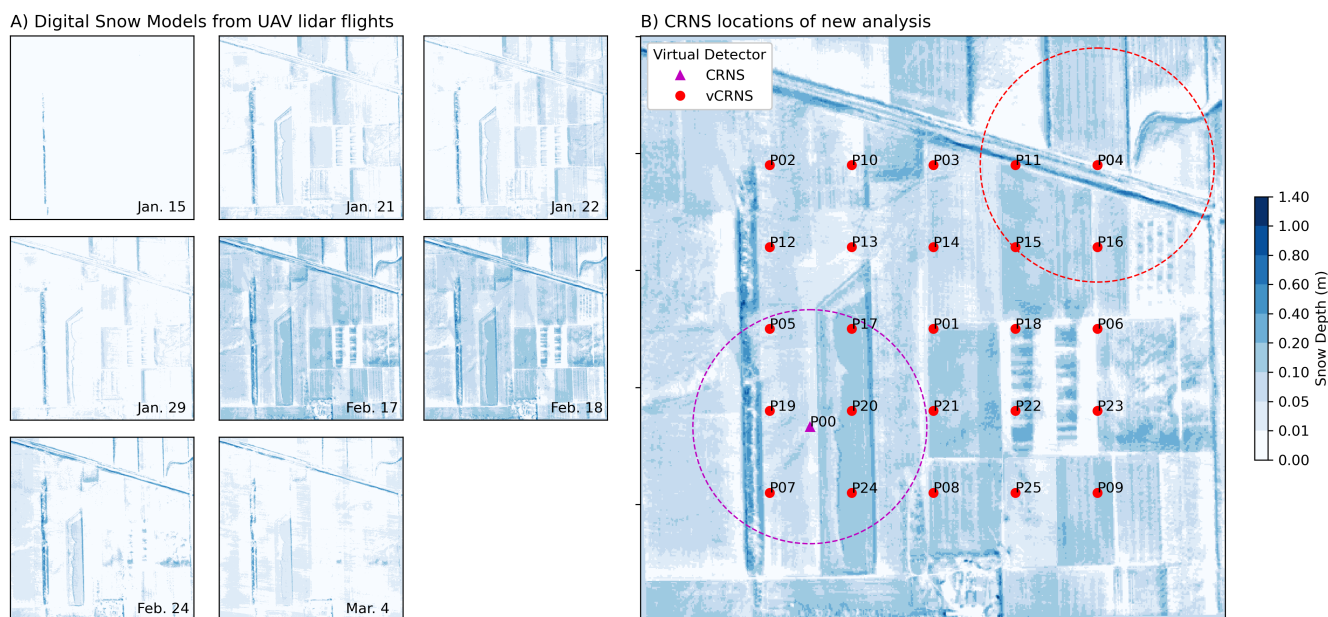 A) Digital Snow Models from UAV lidar flights
Jan. 15
Jan. 21
Jan. 22
Jan. 29
Feb. 17
Feb. 18
Feb. 24
Mar. 4
B) CRNS locations of new analysis
Virtual Detector
CRNS
vCRNS
P02 P10 P03 P11 P04
P12 P13 P14 P15 P16
P05 P17 P01 P18 P06
P19 P20 P21 P22 P23
P00
P07 P24 P08 P25 P09
1.40
1.00
0.80
0.60
0.40
0.20
0.10
0.05
0.01
0.00
Snow Depth (m)